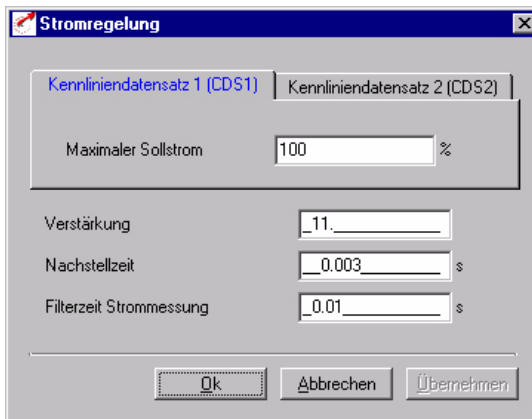 Stromregelung
Kennliniendatensatz 1 (CDS1) Kennliniendatensatz 2 (CDS2)
Maximaler Sollstrom 100 %
Verstärkung _11.__________
Nachstellzeit __0.003_______ s
Filterzeit Strommessung _0.01_________ s
Ok Abbrechen Übernehmen